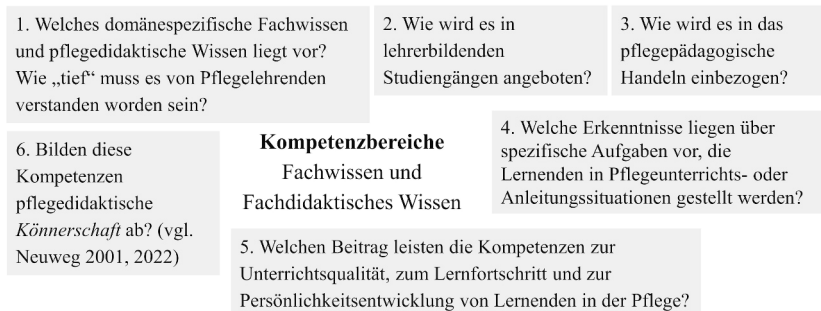 1. Welches domänespezifische Fachwissen
und pflegedidaktische Wissen liegt vor?
Wie „tief“ muss es von Pflegelehrenden
verstanden worden sein?
2. Wie wird es in
lehrerbildenden
Studiengängen angeboten?
3. Wie wird es in das
pflegepädagogische
Handeln einbezogen?
Kompetenzbereiche
Fachwissen und
Fachdidaktisches Wissen
4. Welche Erkenntnisse liegen über
spezifische Aufgaben vor, die
Lernenden in Pflegeunterrichts- oder
Anleitungssituationen gestellt werden?
5. Welchen Beitrag leisten die Kompetenzen zur
Unterrichtsqualität, zum Lernfortschritt und zur
Persönlichkeitsentwicklung von Lernenden in der Pflege?
6. Bilden diese
Kompetenzen
pflegedidaktische
Könnerschaft ab? (vgl.
Neuweg 2001, 2022)